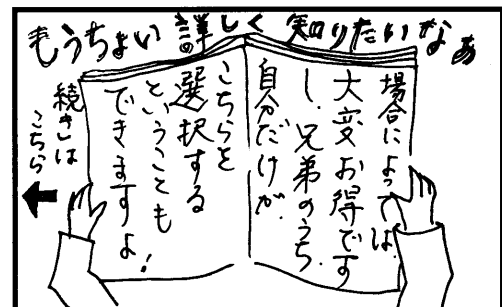 もうちょい詳しく知りたいなぁ
場合によっては、
大変お得です
し、兄弟のうち、
自分だけが、
こちらを
選択する
ということも
できますよ!
続きは
こちら